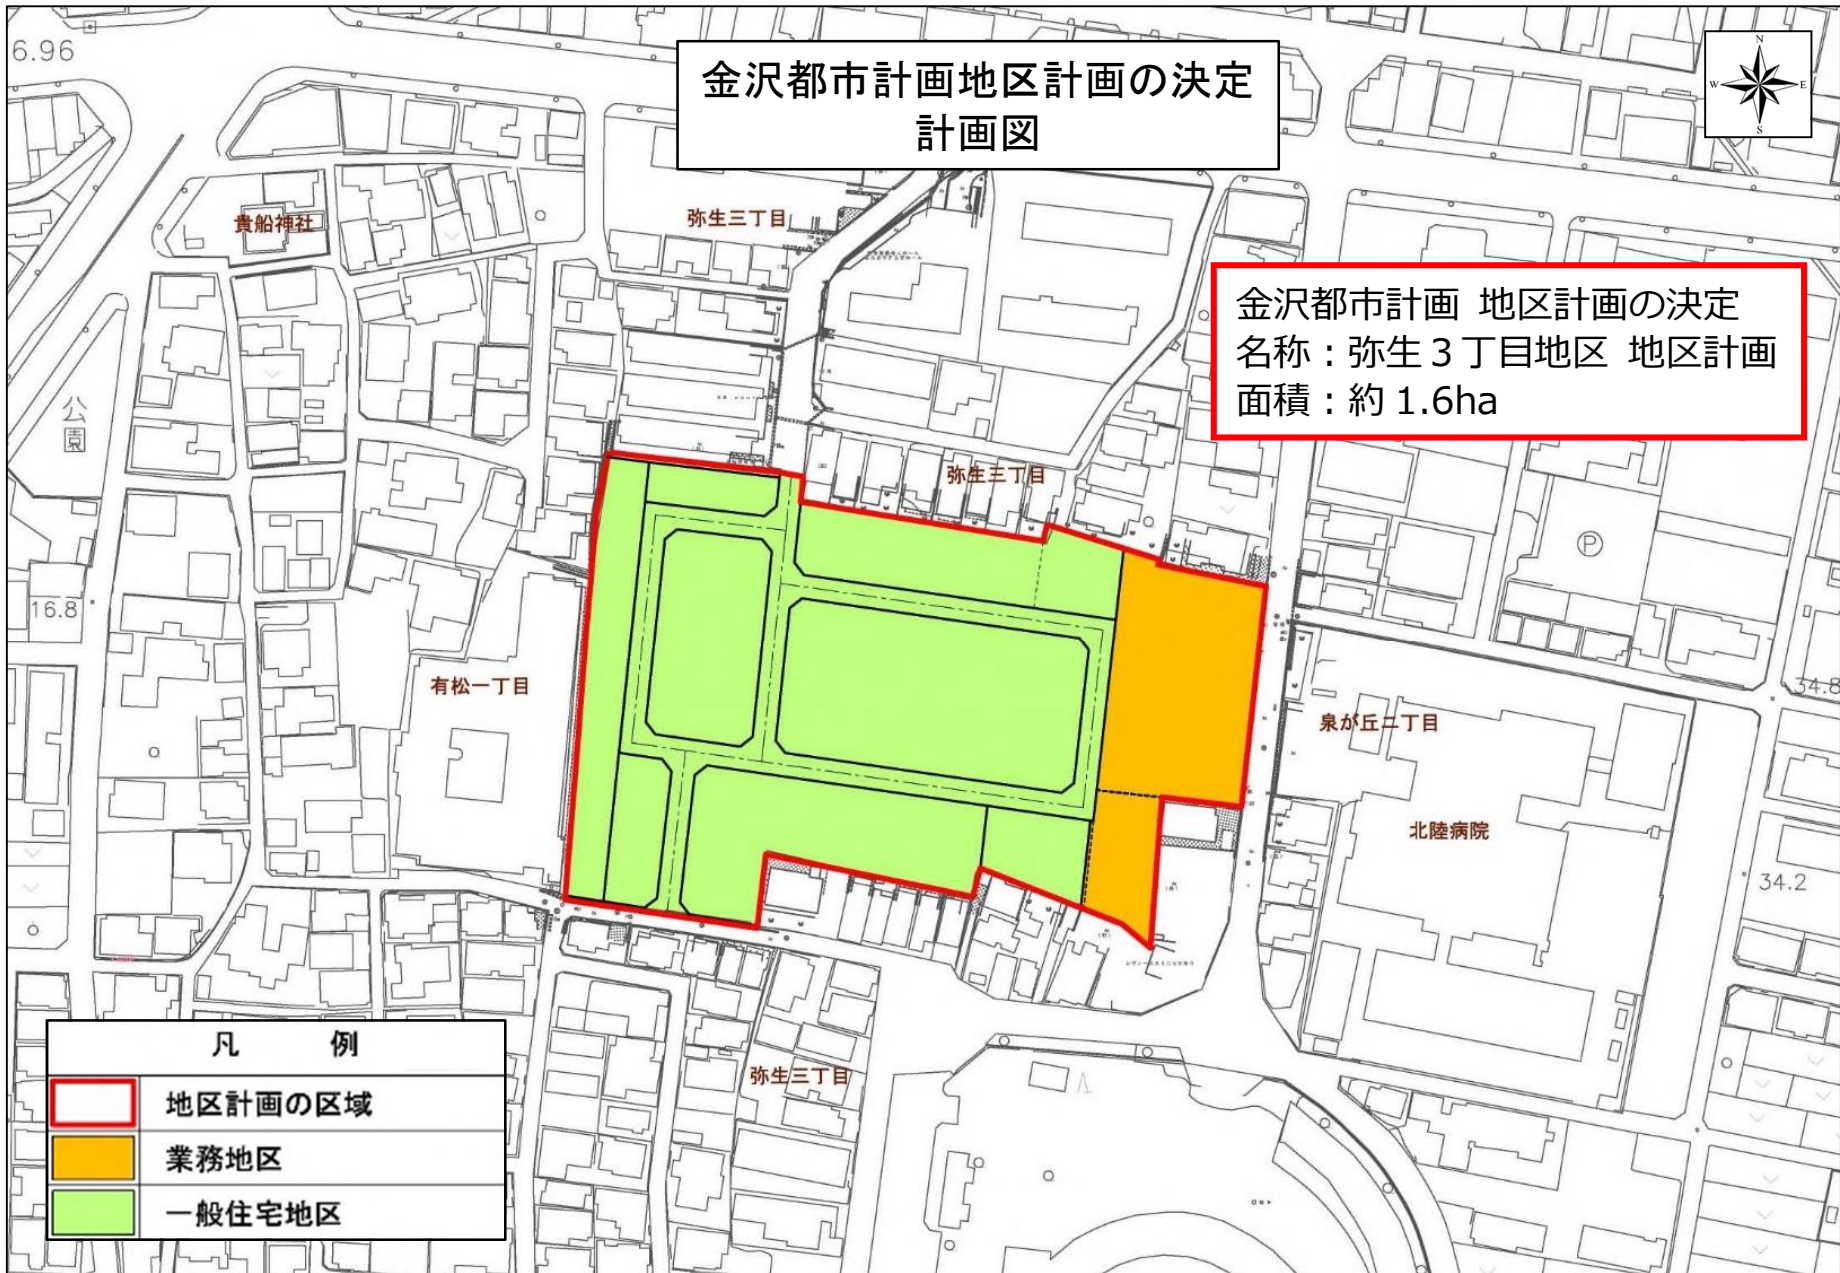 6.96
金沢都市計画地区計画の決定
計画図
N
W
E
S
貴船神社
弥生三丁目
金沢都市計画 地区計画の決定
名称：弥生３丁目地区 地区計画
面積：約 1.6ha
公園
弥生三丁目
P
16.8
有松一丁目
34.8
泉が丘二丁目
北陸病院
34.2
凡 例
地区計画の区域
業務地区
一般住宅地区
弥生三丁目